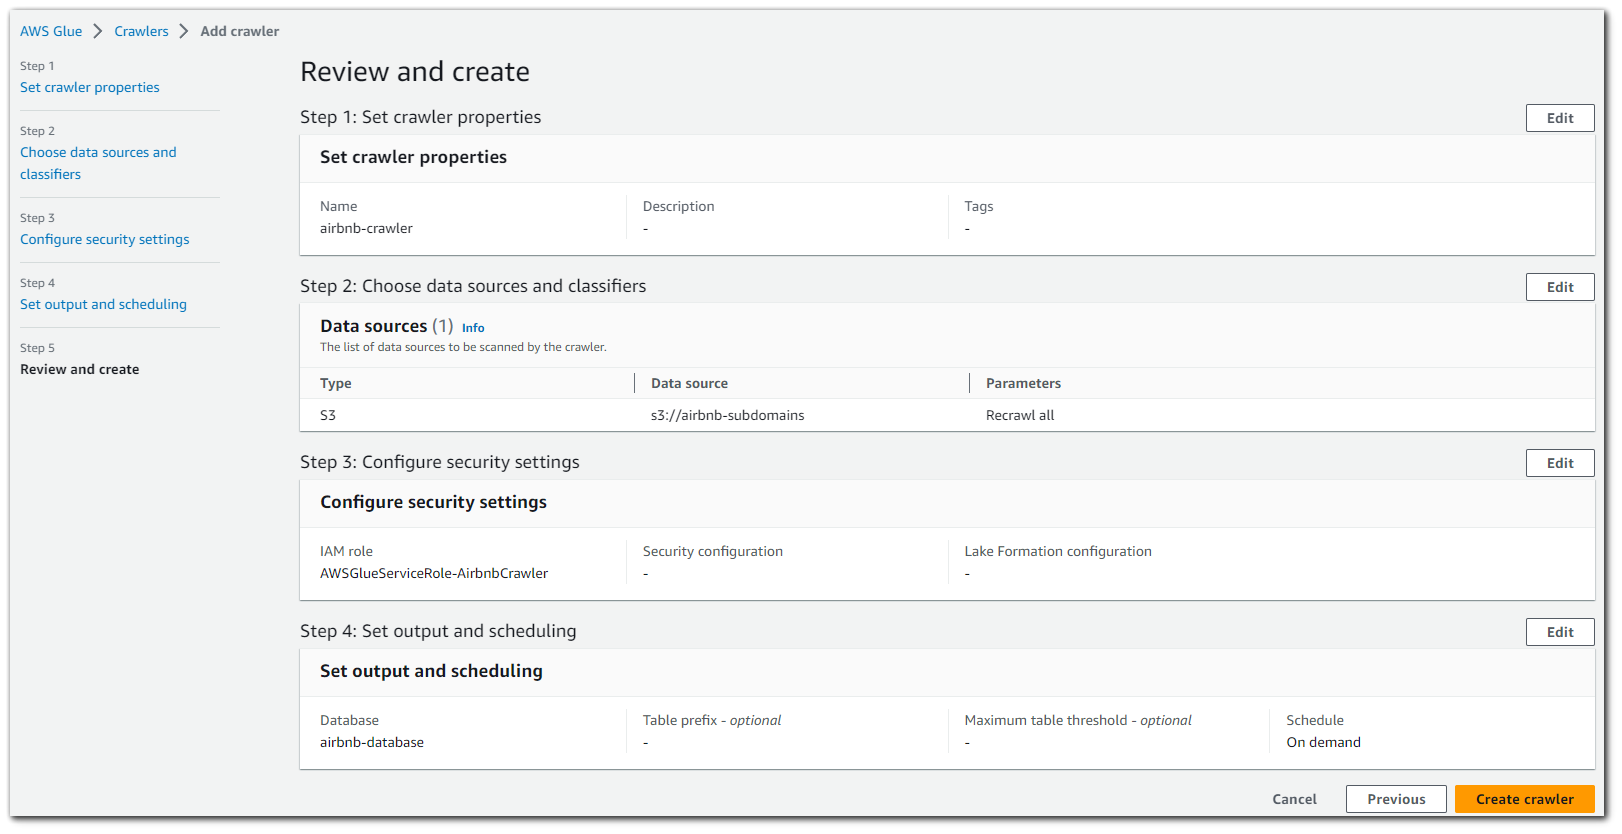 AWS Glue > Crawlers > Add crawler
Step 1
Set crawler properties
Step 2
Choose data sources and
classifiers
Step 3
Configure security settings
Step 4
Set output and scheduling
Step 5
Review and create
Review and create
Step 1: Set crawler properties
Edit
Set crawler properties
Name
airbnb-crawler
Description
-
Tags
-
Step 2: Choose data sources and classifiers
Edit
Data sources (1) Info
The list of data sources to be scanned by the crawler.
Type
Data source
Parameters
S3
s3://airbnb-subdomains
Recrawl all
Step 3: Configure security settings
Edit
Configure security settings
IAM role
AWSGlueServiceRole-AirbnbCrawler
Security configuration
-
Lake Formation configuration
-
Step 4: Set output and scheduling
Edit
Set output and scheduling
Database
airbnb-database
Table prefix - optional
-
Maximum table threshold - optional
-
Schedule
On demand
Cancel
Previous
Create crawler